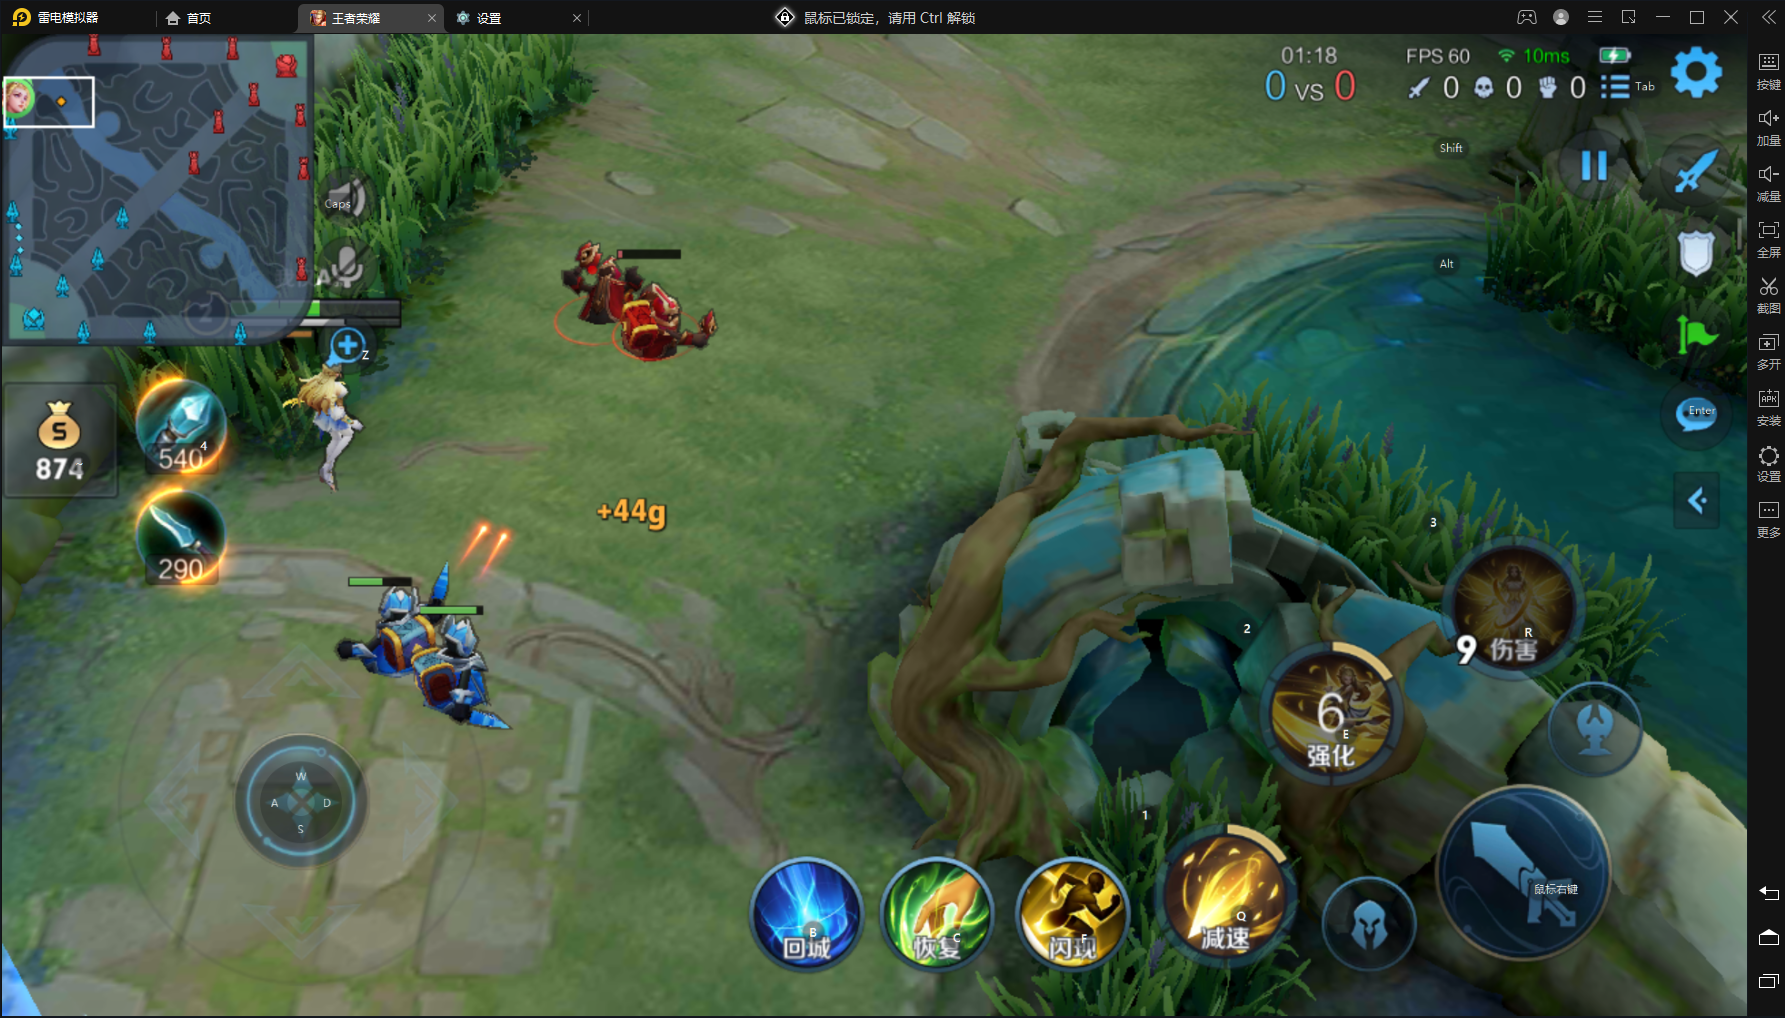 雷电模拟器
首页
王者荣耀
设置
鼠标已锁定，请用 Ctrl 解锁
01:18
FPS 60
10ms
0 VS 0
0
0
0
Tab
按键
加量
减量
全屏
截图
多开
安装
设置
更多
Shift
Alt
Enter
Caps
Z
874
4
540
290
+44g
W
A
D
S
3
2
1
R
9
伤害
6
E
强化
Q
减速
B
回城
C
恢复
F
闪现
鼠标右键